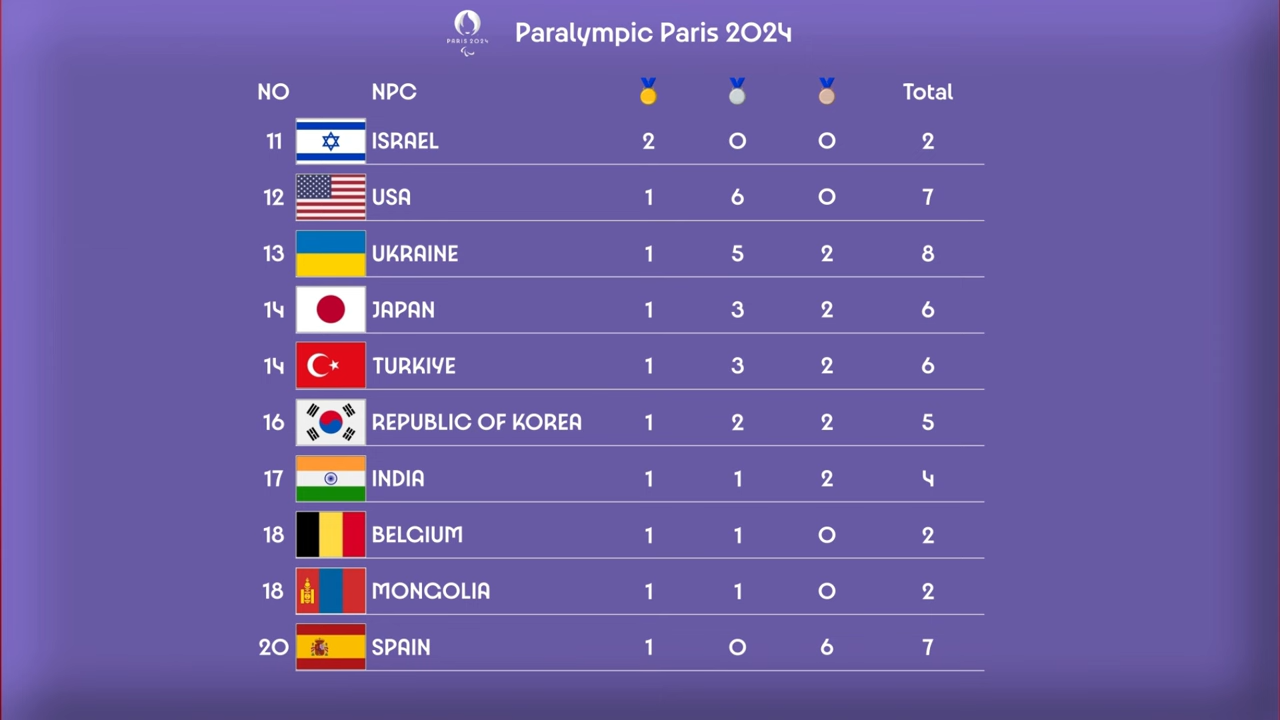 PARIS 2024
Paralympic Paris 2024
NO NPC Total
11 ISRAEL 2 0 0 2
12 USA 1 6 0 7
13 UKRAINE 1 5 2 8
14 JAPAN 1 3 2 6
14 TURKIYE 1 3 2 6
16 REPUBLIC OF KOREA 1 2 2 5
17 INDIA 1 1 2 4
18 BELGIUM 1 1 0 2
18 MONGOLIA 1 1 0 2
20 SPAIN 1 0 6 7